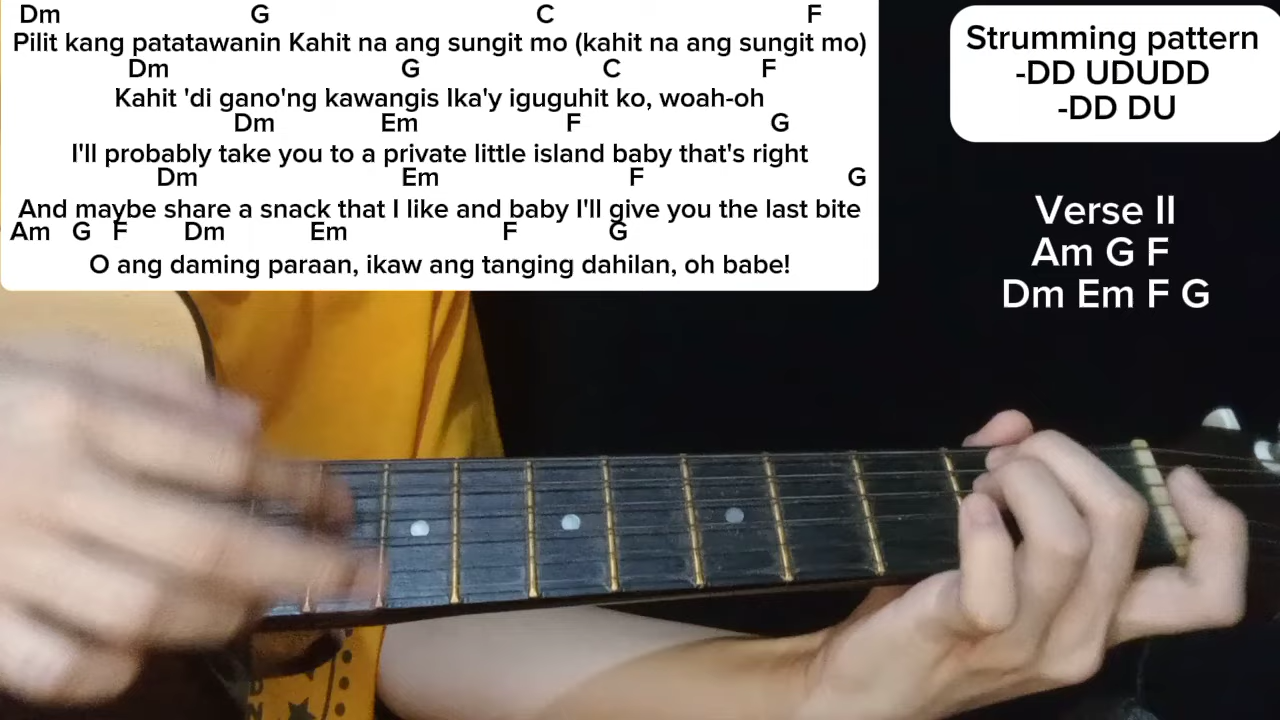 Dm G C F
Pilit kang patatawanin Kahit na ang sungit mo (kahit na ang sungit mo)
Dm G C F
Kahit 'di gano'ng kawangis Ika'y iguguhit ko, woah-oh
Dm Em F G
I'll probably take you to a private little island baby that's right
Dm Em F G
And maybe share a snack that I like and baby I'll give you the last bite
Am G F Dm Em F G
O ang daming paraan, ikaw ang tanging dahilan, oh babe!
Strumming pattern
-DD UDUDD
-DD DU
Verse II
Am G F
Dm Em F G